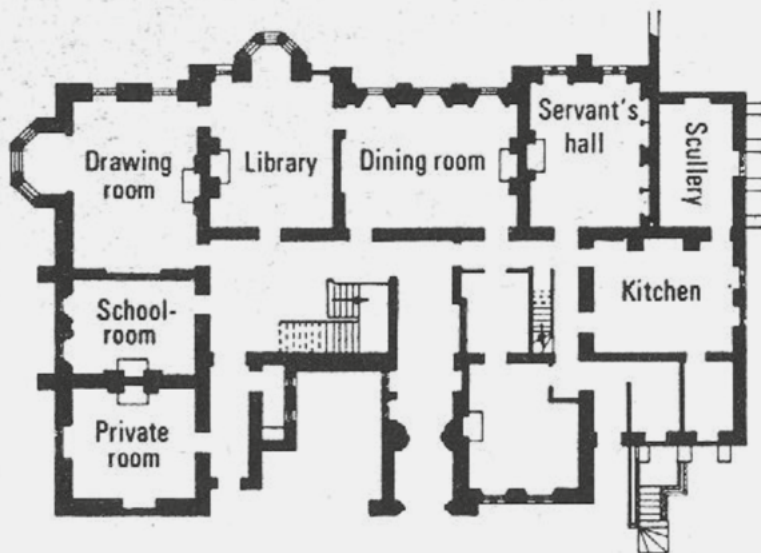 Drawing
room
Library
Dining room
Servant's
hall
Scullery
School-
room
Kitchen
Private
room